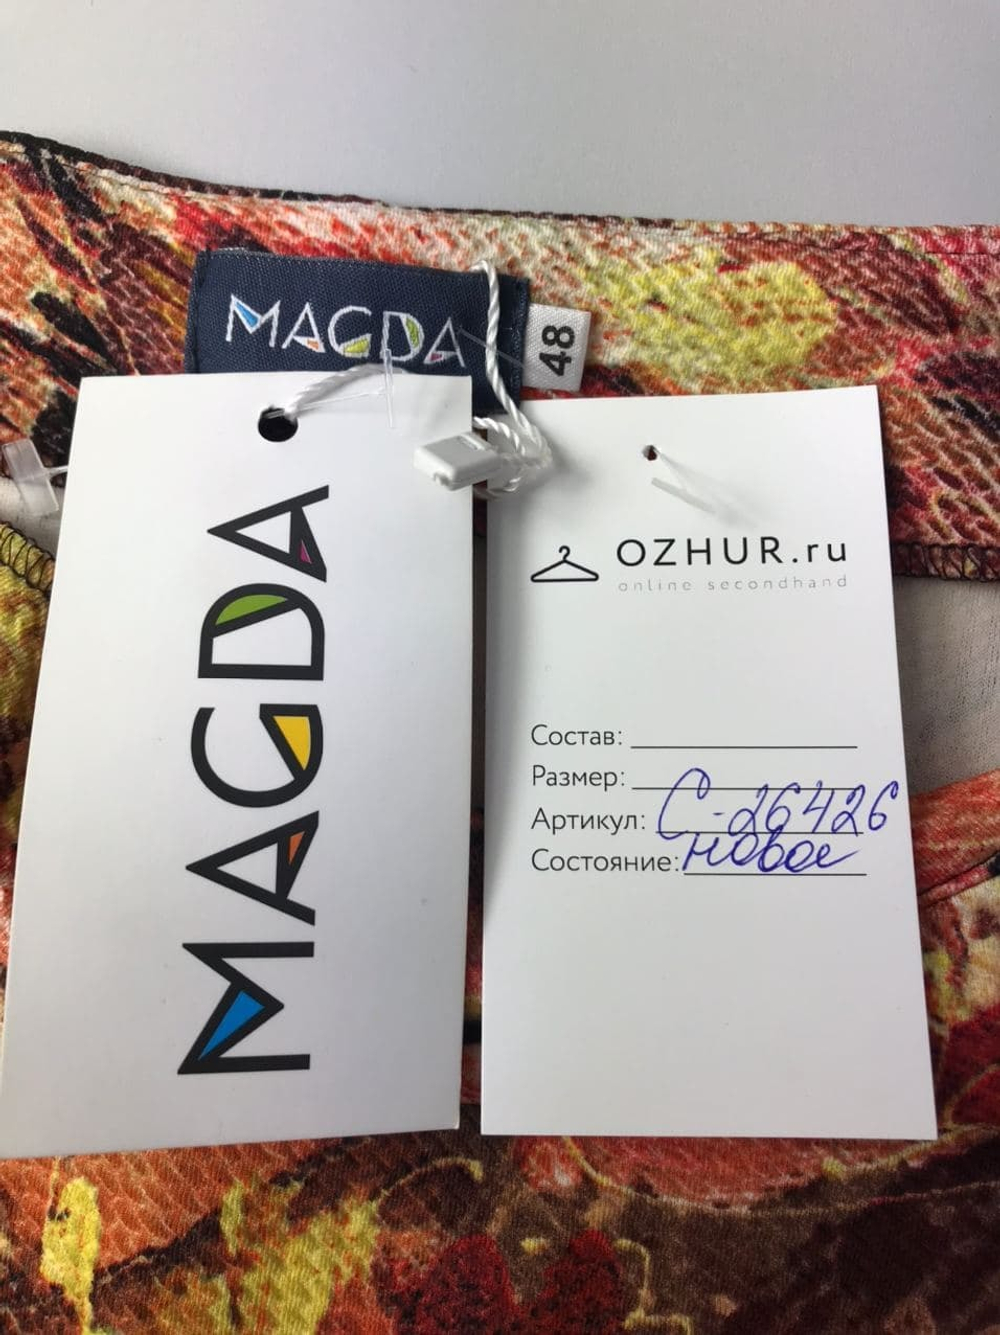 MAGDA
48
MAGDA
OZHUR.ru
online secondhand
Состав:
Размер:
Артикул: С-26426
Состояние: новое